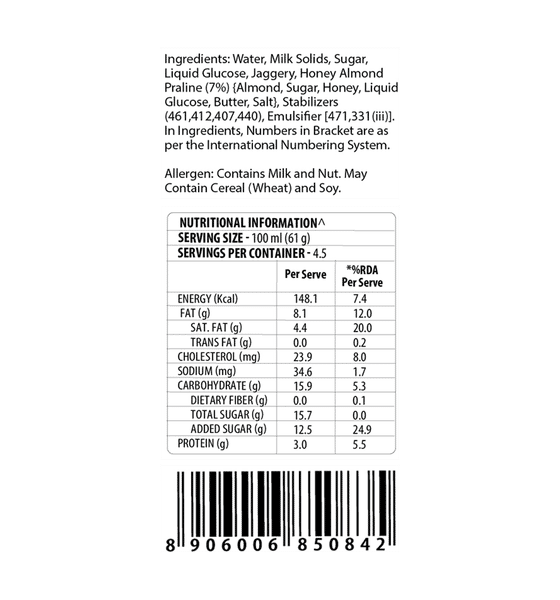 Ingredients: Water, Milk Solids, Sugar,
Liquid Glucose, Jaggery, Honey Almond
Praline (7%) {Almond, Sugar, Honey, Liquid
Glucose, Butter, Salt}, Stabilizers
(461,412,407,440), Emulsifier [471,331(iii)].
In Ingredients, Numbers in Bracket are as
per the International Numbering System.
Allergen: Contains Milk and Nut. May
Contain Cereal (Wheat) and Soy.
NUTRITIONAL INFORMATION^
SERVING SIZE - 100 ml (61 g)
SERVINGS PER CONTAINER - 4.5
Per Serve *%RDA
Per Serve
ENERGY (Kcal) 148.1 7.4
FAT (g) 8.1 12.0
SAT. FAT (g) 4.4 20.0
TRANS FAT (g) 0.0 0.2
CHOLESTEROL (mg) 23.9 8.0
SODIUM (mg) 34.6 1.7
CARBOHYDRATE (g) 15.9 5.3
DIETARY FIBER (g) 0.0 0.1
TOTAL SUGAR (g) 15.7 0.0
ADDED SUGAR (g) 12.5 24.9
PROTEIN (g) 3.0 5.5
8 906006 850842